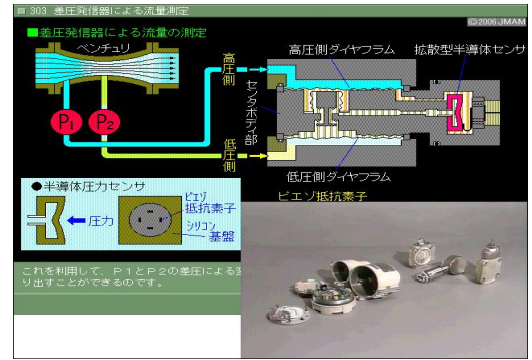 303 差圧発信器による流量測定
©2006 JMAM
■差圧発信器による流量の測定
ベンチュリ
高圧側
高圧側ダイヤフラム
拡散型半導体センサ
P1
P2
センタボディ部
低圧側
低圧側ダイヤフラム
ピエゾ抵抗素子
●半導体圧力センサ
圧力
ピエゾ
抵抗素子
シリコン
基盤
これを利用して、P1とP2の差圧による
り出すことができるのです。